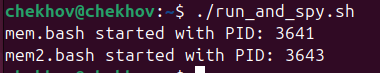 chekhov@chekhov:~$ ./run_and_spy.sh
mem.bash started with PID: 3641
mem2.bash started with PID: 3643